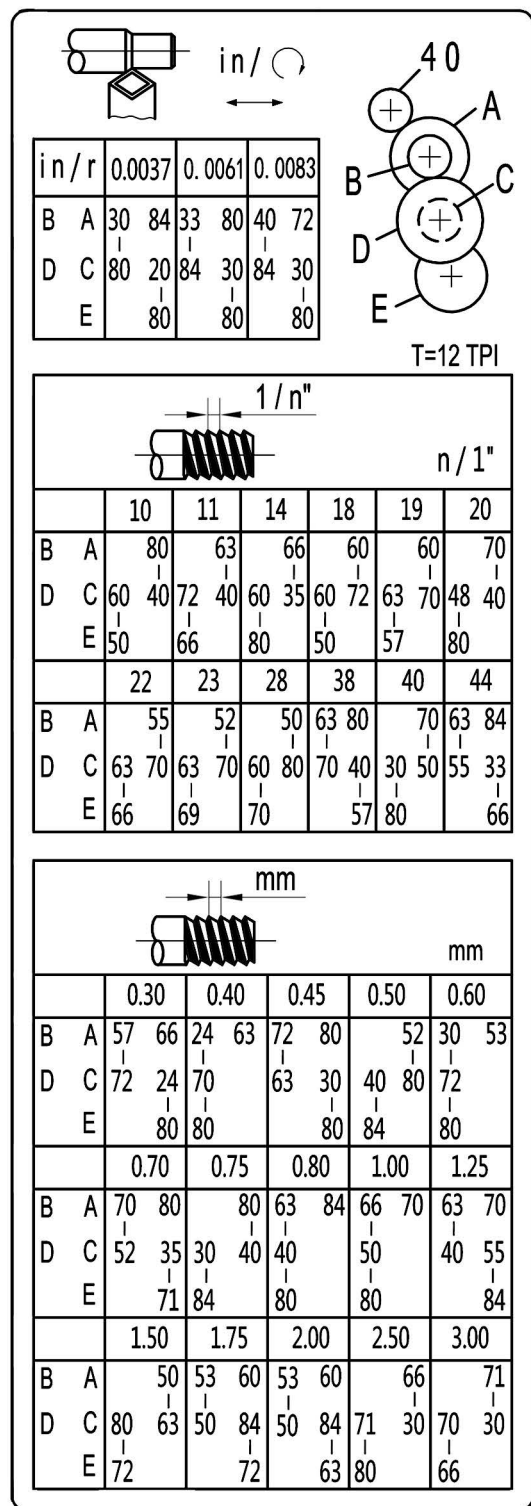 in/
40
A
B
C
D
E
in/r 0.0037 0.0061 0.0083
B A 30 84 33 80 40 72
D C 80 20 84 30 84 30
E 80 80 80
T=12 TPI
1/n"
n/1"
10 11 14 18 19 20
B A 80 63 66 60 60 70
D C 60 40 72 40 60 35 60 72 63 70 48 40
E 50 66 80 50 57 80
22 23 28 38 40 44
B A 55 52 50 63 80 70 63 84
D C 63 70 63 70 60 80 70 40 30 50 55 33
E 66 69 70 57 80 66
mm
mm
0.30 0.40 0.45 0.50 0.60
B A 57 66 24 63 72 80 52 30 53
D C 72 24 70 63 30 40 80 72
E 80 80 80 84 80
0.70 0.75 0.80 1.00 1.25
B A 70 80 80 63 84 66 70 63 70
D C 52 35 30 40 40 50 40 55
E 71 84 80 80 84
1.50 1.75 2.00 2.50 3.00
B A 50 53 60 53 60 66 71
D C 80 63 50 84 50 84 71 30 70 30
E 72 72 63 80 66